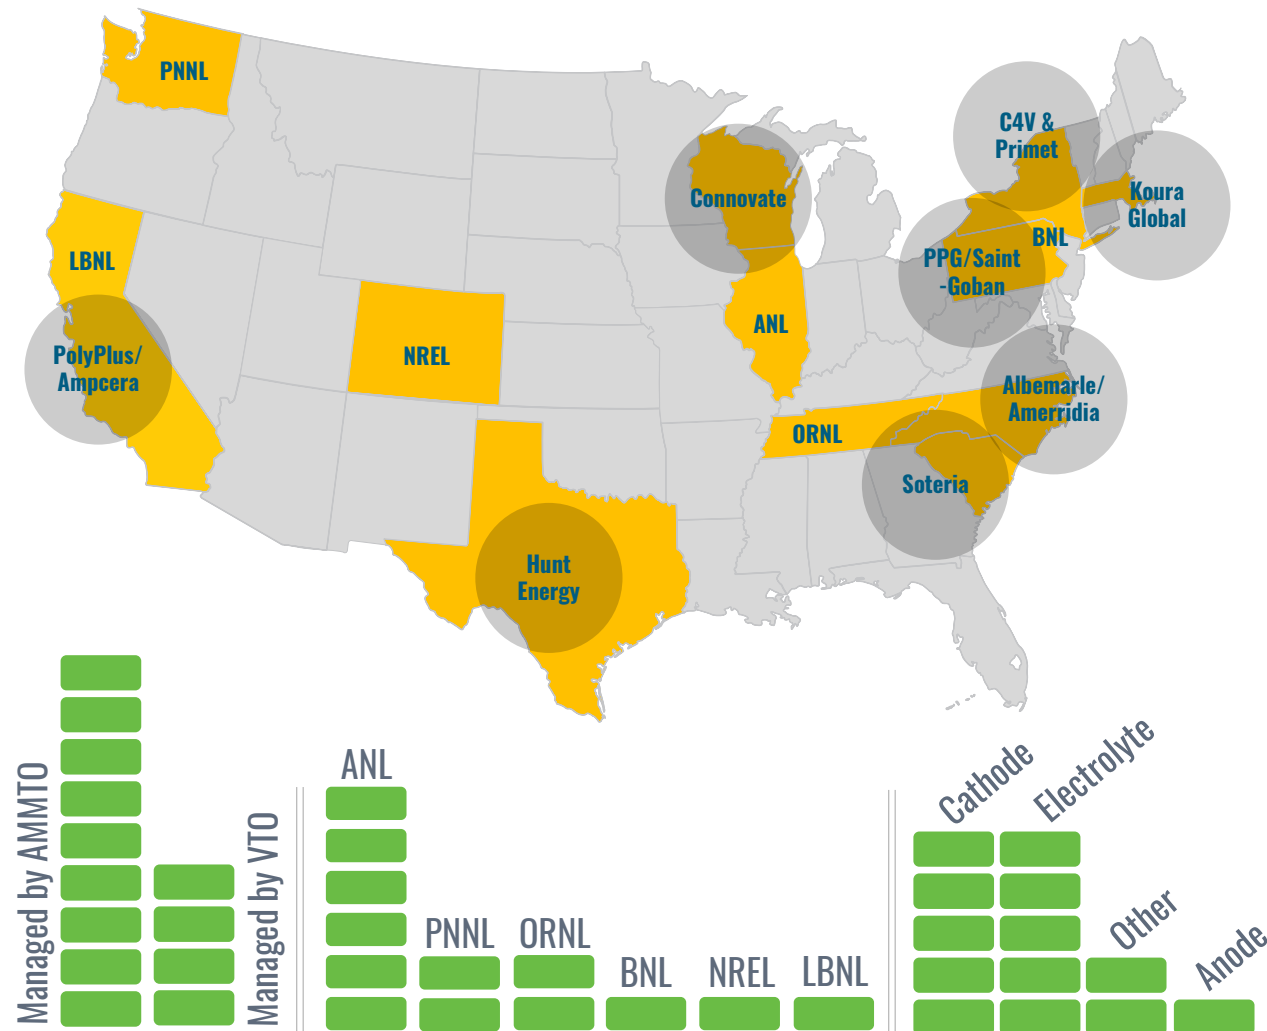 PNNL
C4V &
Primet
Connovate
Koura
Global
LBNL
BNL
PPG/Saint
-Goban
ANL
PolyPlus/
Ampcera
NREL
Albemarle/
Amerridia
ORNL
Soteria
Hunt
Energy
Managed by AMMTO
Managed by VTO
ANL
PNNL
ORNL
BNL
NREL
LBNL
Cathode
Electrolyte
Other
Anode